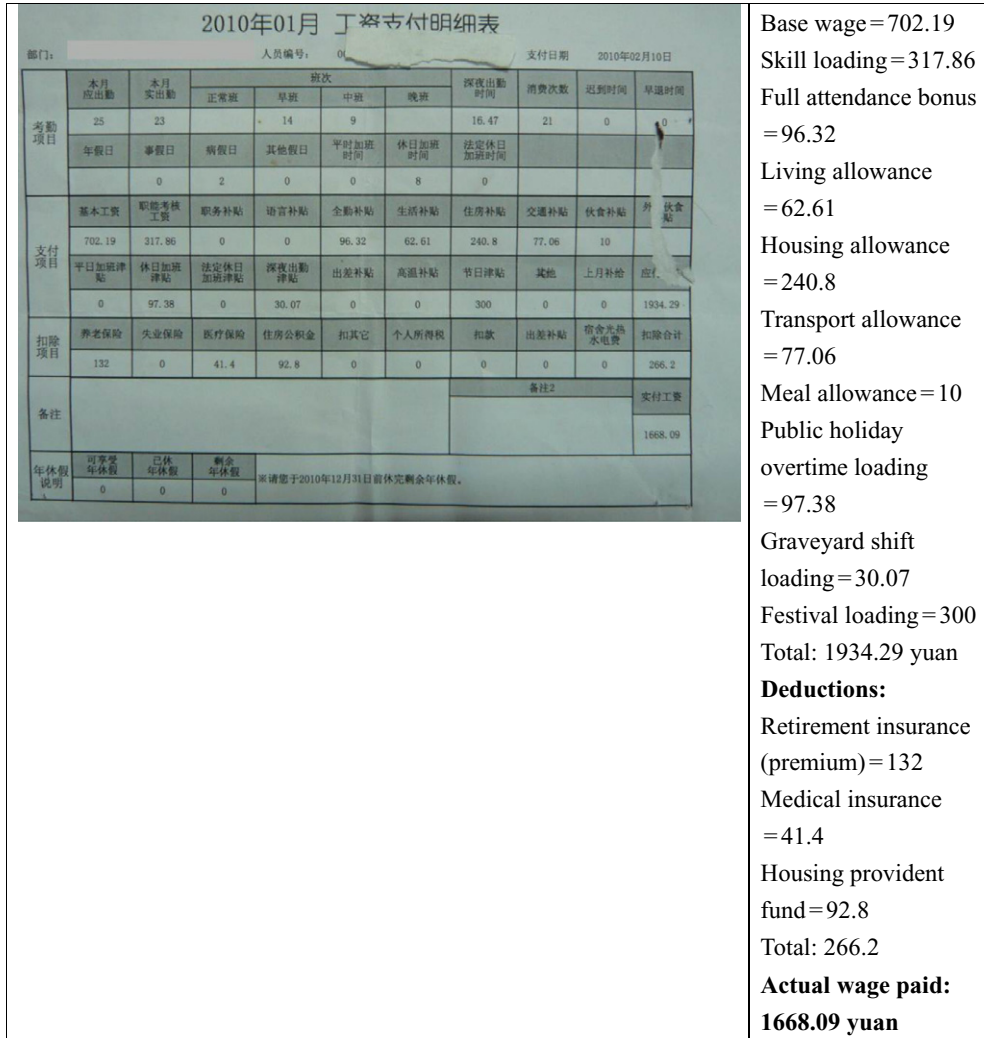 2010年01月 工资支付明细表
部门: 人员编号: 00 支付日期 2010年02月10日
考勤项目
本月应出勤 本月实出勤 班次 深夜出勤时间 消费次数 迟到时间 早退时间
正常班 早班 中班 晚班
25 23 14 9 16.47 21 0 0
年假日 事假日 病假日 其他假日 平时加班时间 休日加班时间 法定休日加班时间
0 2 0 0 8 0
支付项目
基本工资 职能考核工资 职务补贴 语言补贴 全勤补贴 生活补贴 住房补贴 交通补贴 伙食补贴 伙食
702.19 317.86 0 0 96.32 62.61 240.8 77.06 10
平日加班津贴 休日加班津贴 法定休日加班津贴 深夜出勤津贴 出差补贴 高温补贴 节日津贴 其他 上月补给 应
0 97.38 0 30.07 0 0 300 0 0 1934.29
扣除项目
养老保险 失业保险 医疗保险 住房公积金 扣其它 个人所得税 扣款 出差补贴 宿舍光热水电费 扣除合计
132 0 41.4 92.8 0 0 0 0 0 266.2
备注 备注2 实付工资
1668.09
年休假说明
可享受年休假 已休年休假 剩余年休假 ※请您于2010年12月31日前休完剩余年休假。
0 0 0
Base wage=702.19
Skill loading=317.86
Full attendance bonus
=96.32
Living allowance
=62.61
Housing allowance
=240.8
Transport allowance
=77.06
Meal allowance=10
Public holiday
overtime loading
=97.38
Graveyard shift
loading=30.07
Festival loading=300
Total: 1934.29 yuan
Deductions:
Retirement insurance
(premium)=132
Medical insurance
=41.4
Housing provident
fund=92.8
Total: 266.2
Actual wage paid:
1668.09 yuan